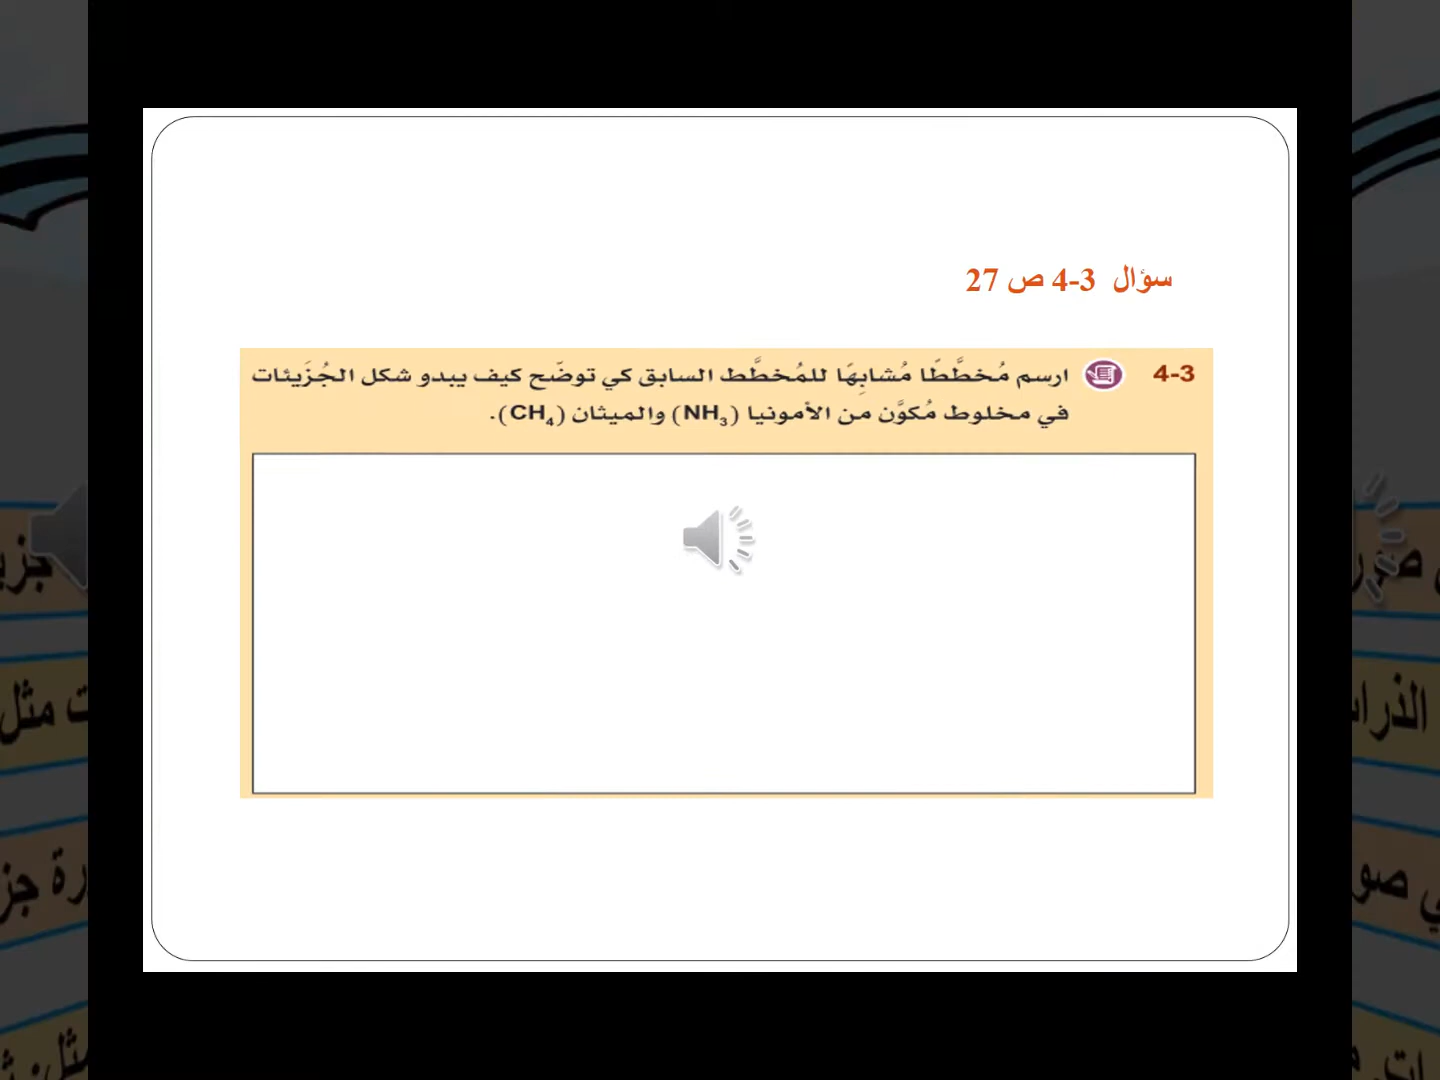 سؤال 3-4 ص 27
4-3 ارسم مُخطَّطًا مُشابِهًا للمُخطَّط السابق كي توضّح كيف يبدو شكل الجُزَيئات
في مخلوط مُكوَّن من الأمونيا (NH₃) والميثان (CH₄).